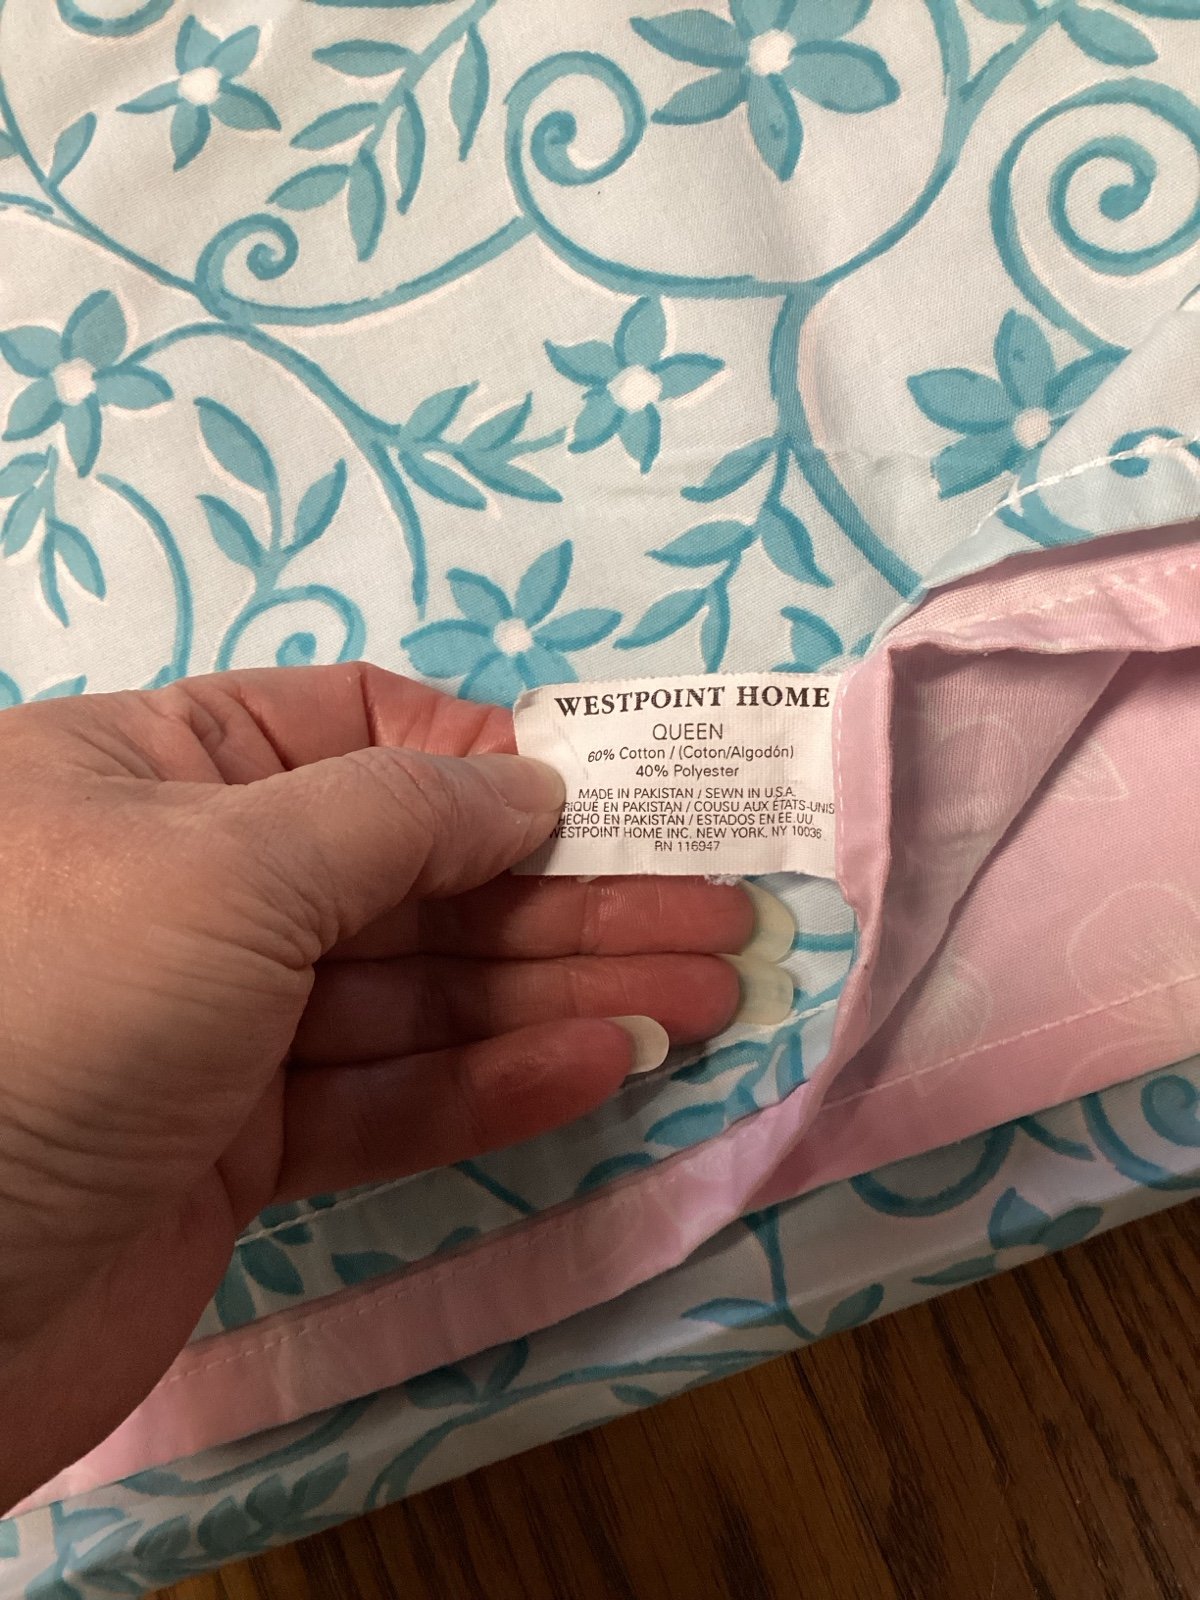 WESTPOINT HOME
QUEEN
60% Cotton / (Coton/Algodón)
40% Polyester
MADE IN PAKISTAN / SEWN IN U.S.A.
RIQUÉ EN PAKISTAN / COUSU AUX ÉTATS-UNIS
HECHO EN PAKISTÁN / ESTADOS EN EE.UU.
WESTPOINT HOME INC. NEW YORK, NY 10036
RN 116947